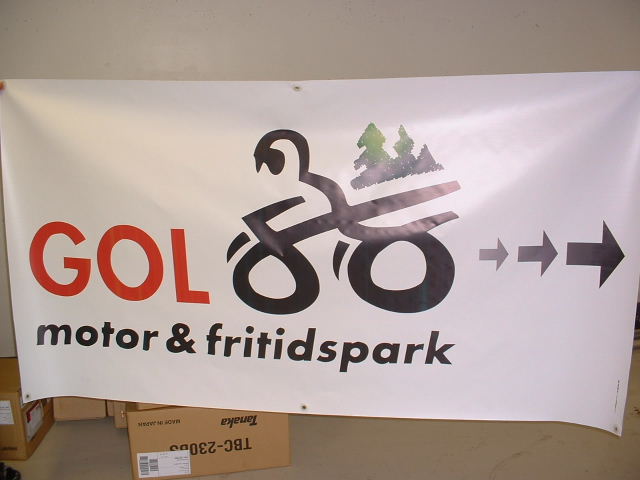 GOL
motor & fritidspark
Tanaka
MADE IN JAPAN
TBC-230BS